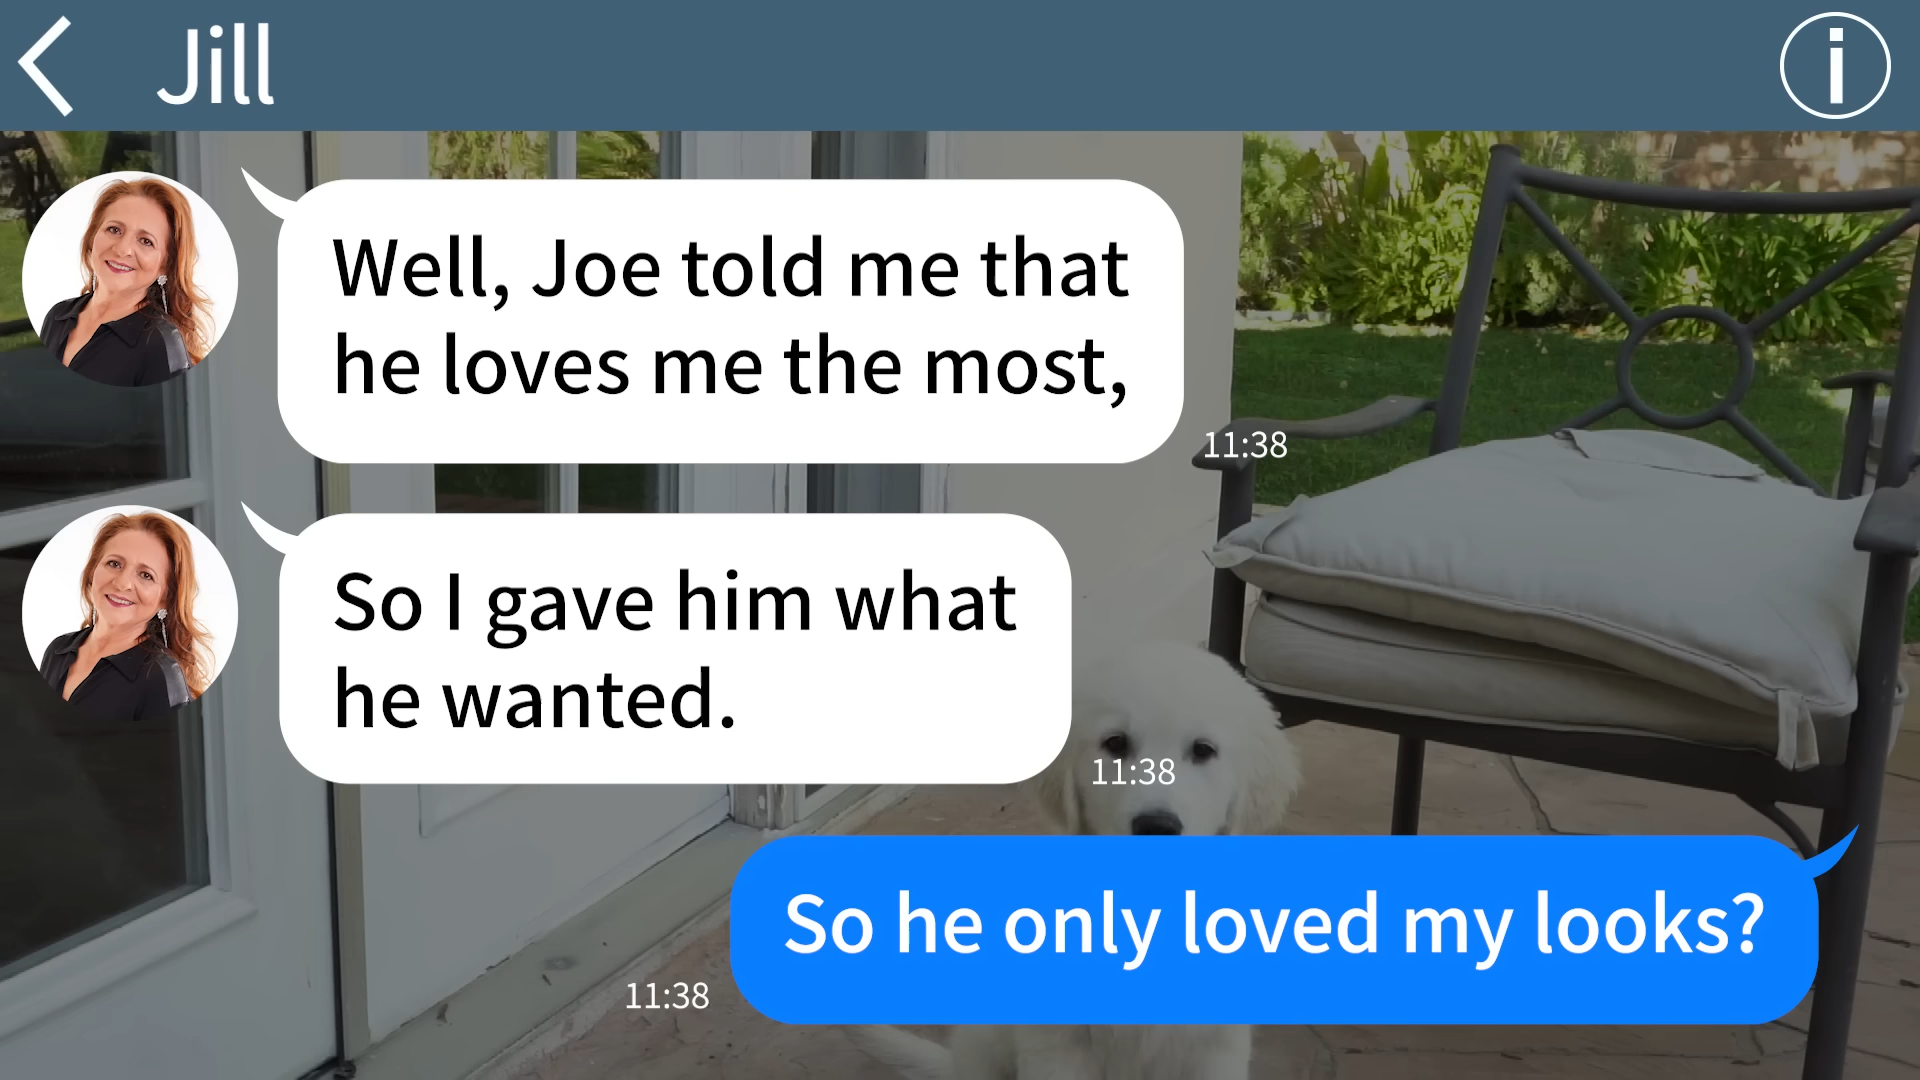 Jill
i
Well, Joe told me that
he loves me the most,
11:38
So I gave him what
he wanted.
11:38
So he only loved my looks?
11:38